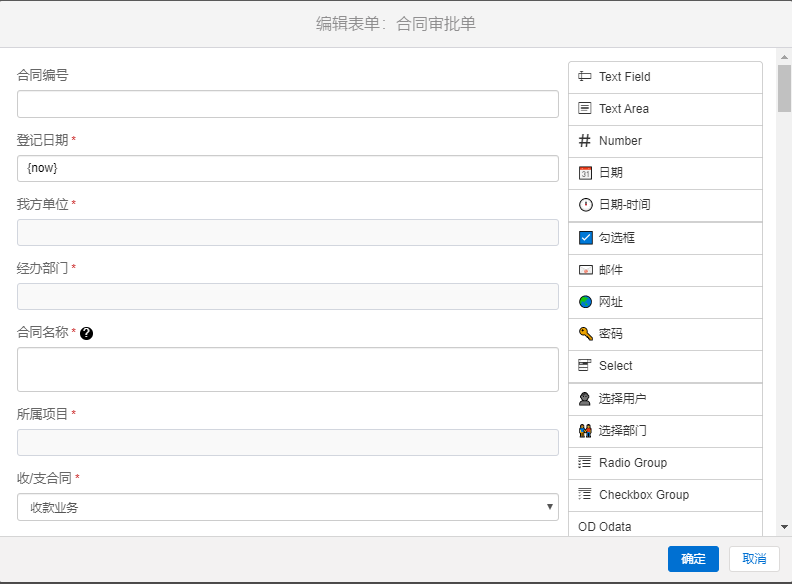 编辑表单：合同审批单
合同编号
登记日期 *
{now}
我方单位 *
经办部门 *
合同名称 * ?
所属项目 *
收/支合同 *
收款业务
Text Field
Text Area
Number
日期
日期-时间
勾选框
邮件
网址
密码
Select
选择用户
选择部门
Radio Group
Checkbox Group
OD Odata
确定
取消